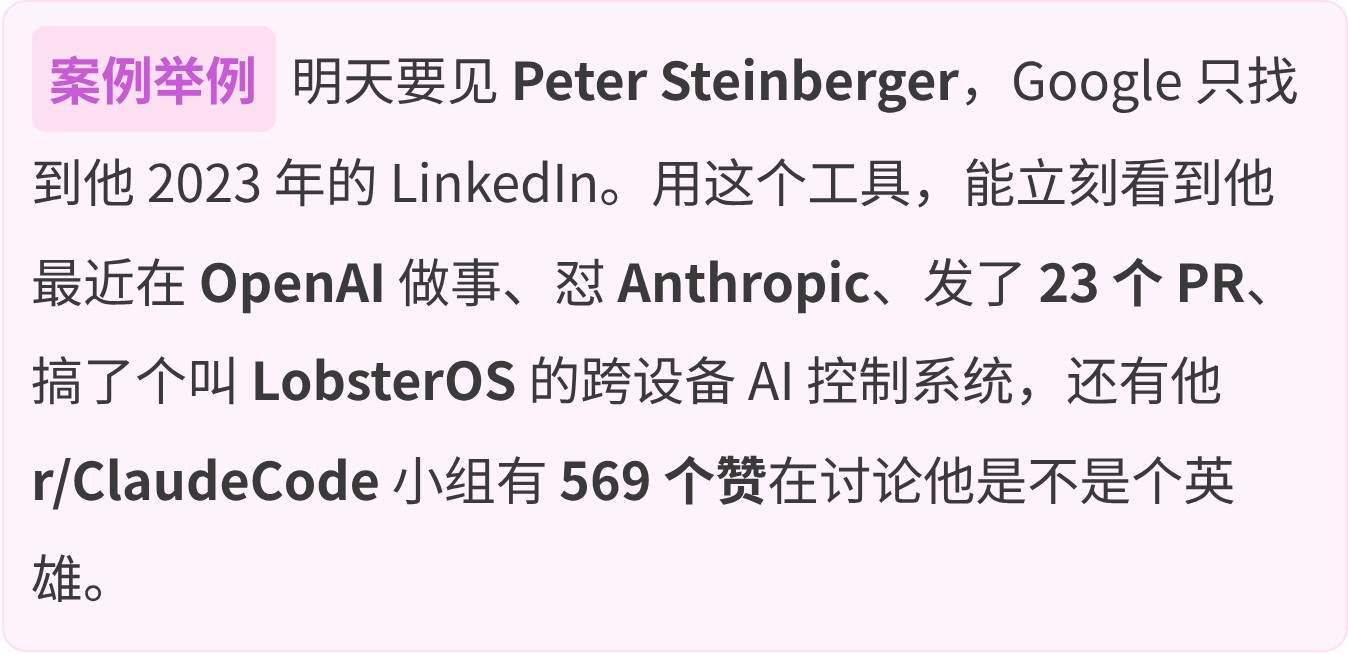 案例举例 明天要见 Peter Steinberger，Google 只找
到他 2023 年的 LinkedIn。用这个工具，能立刻看到他
最近在 OpenAI 做事、怼 Anthropic、发了 23 个 PR、
搞了个叫 LobsterOS 的跨设备 AI 控制系统，还有他
r/ClaudeCode 小组有 569 个赞在讨论他是不是个英
雄。